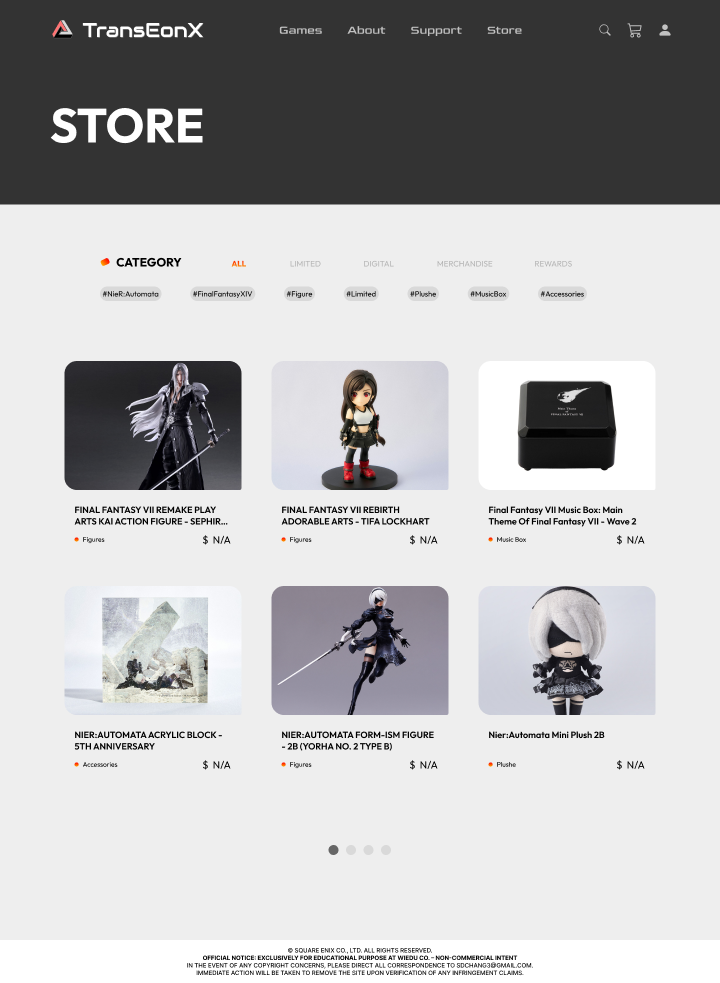 TransEonX
Games About Support Store
STORE
CATEGORY ALL LIMITED DIGITAL MERCHANDISE REWARDS
#NieR:Automata #FinalFantasyXIV #Figure #Limited #Plushe #MusicBox #Accessories
FINAL FANTASY VII REMAKE PLAY
ARTS KAI ACTION FIGURE - SEPHIR...
Figures $ N/A
FINAL FANTASY VII REBIRTH
ADORABLE ARTS - TIFA LOCKHART
Figures $ N/A
Final Fantasy VII Music Box: Main
Theme Of Final Fantasy VII - Wave 2
Music Box $ N/A
NIER:AUTOMATA ACRYLIC BLOCK -
5TH ANNIVERSARY
Accessories $ N/A
NIER:AUTOMATA FORM-ISM FIGURE
- 2B (YORHA NO. 2 TYPE B)
Figures $ N/A
Nier:Automata Mini Plush 2B
Plushe $ N/A
© SQUARE ENIX CO., LTD. ALL RIGHTS RESERVED.
OFFICIAL NOTICE: EXCLUSIVELY FOR EDUCATIONAL PURPOSE AT WIEDU CO. – NON-COMMERCIAL INTENT
IN THE EVENT OF ANY COPYRIGHT CONCERNS, PLEASE DIRECT ALL CORRESPONDENCE TO SDCHANG3@GMAIL.COM.
IMMEDIATE ACTION WILL BE TAKEN TO REMOVE THE SITE UPON VERIFICATION OF ANY INFRINGEMENT CLAIMS.